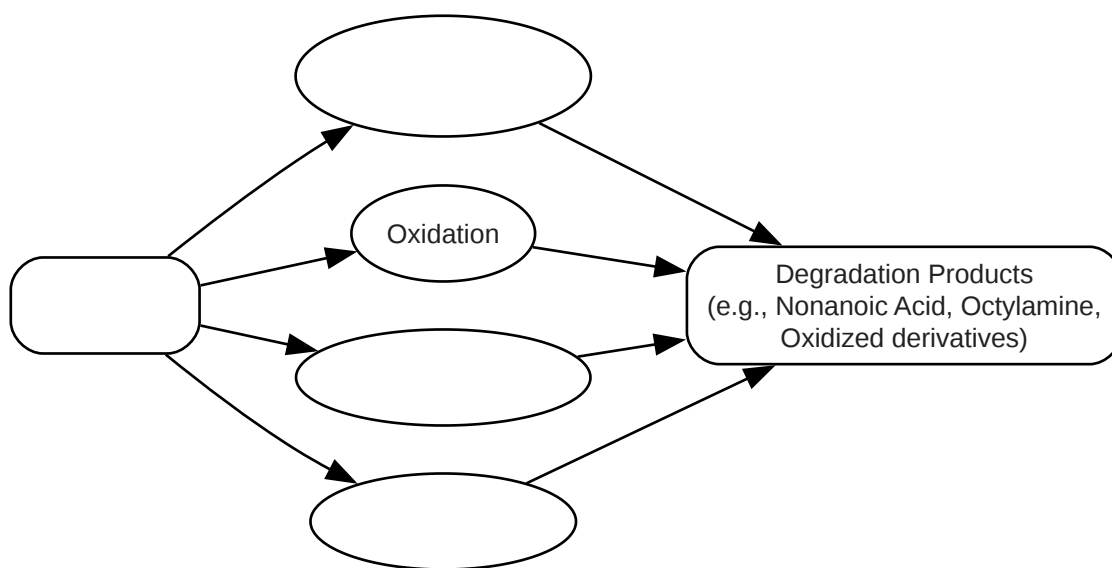 Oxidation
Degradation Products
(e.g., Nonanoic Acid, Octylamine,
Oxidized derivatives)